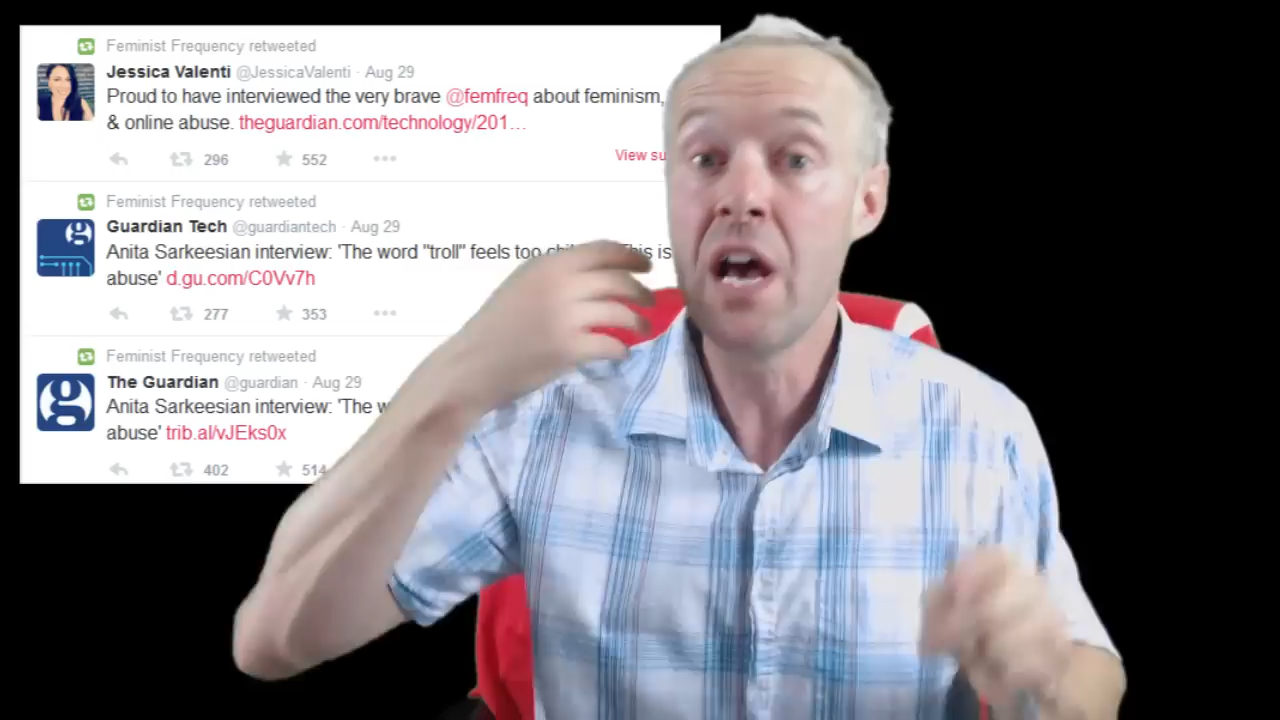 Feminist Frequency retweeted
Jessica Valenti @JessicaValenti · Aug 29
Proud to have interviewed the very brave @femfreq about feminism,
& online abuse. theguardian.com/technology/201...
296 552
View su
Feminist Frequency retweeted
Guardian Tech @guardiantech · Aug 29
Anita Sarkeesian interview: 'The word "troll" feels too is
abuse' d.gu.com/C0Vv7h
277 353
Feminist Frequency retweeted
The Guardian @guardian · Aug 29
Anita Sarkeesian interview: 'The w
abuse' trib.al/vJEks0x
402 514